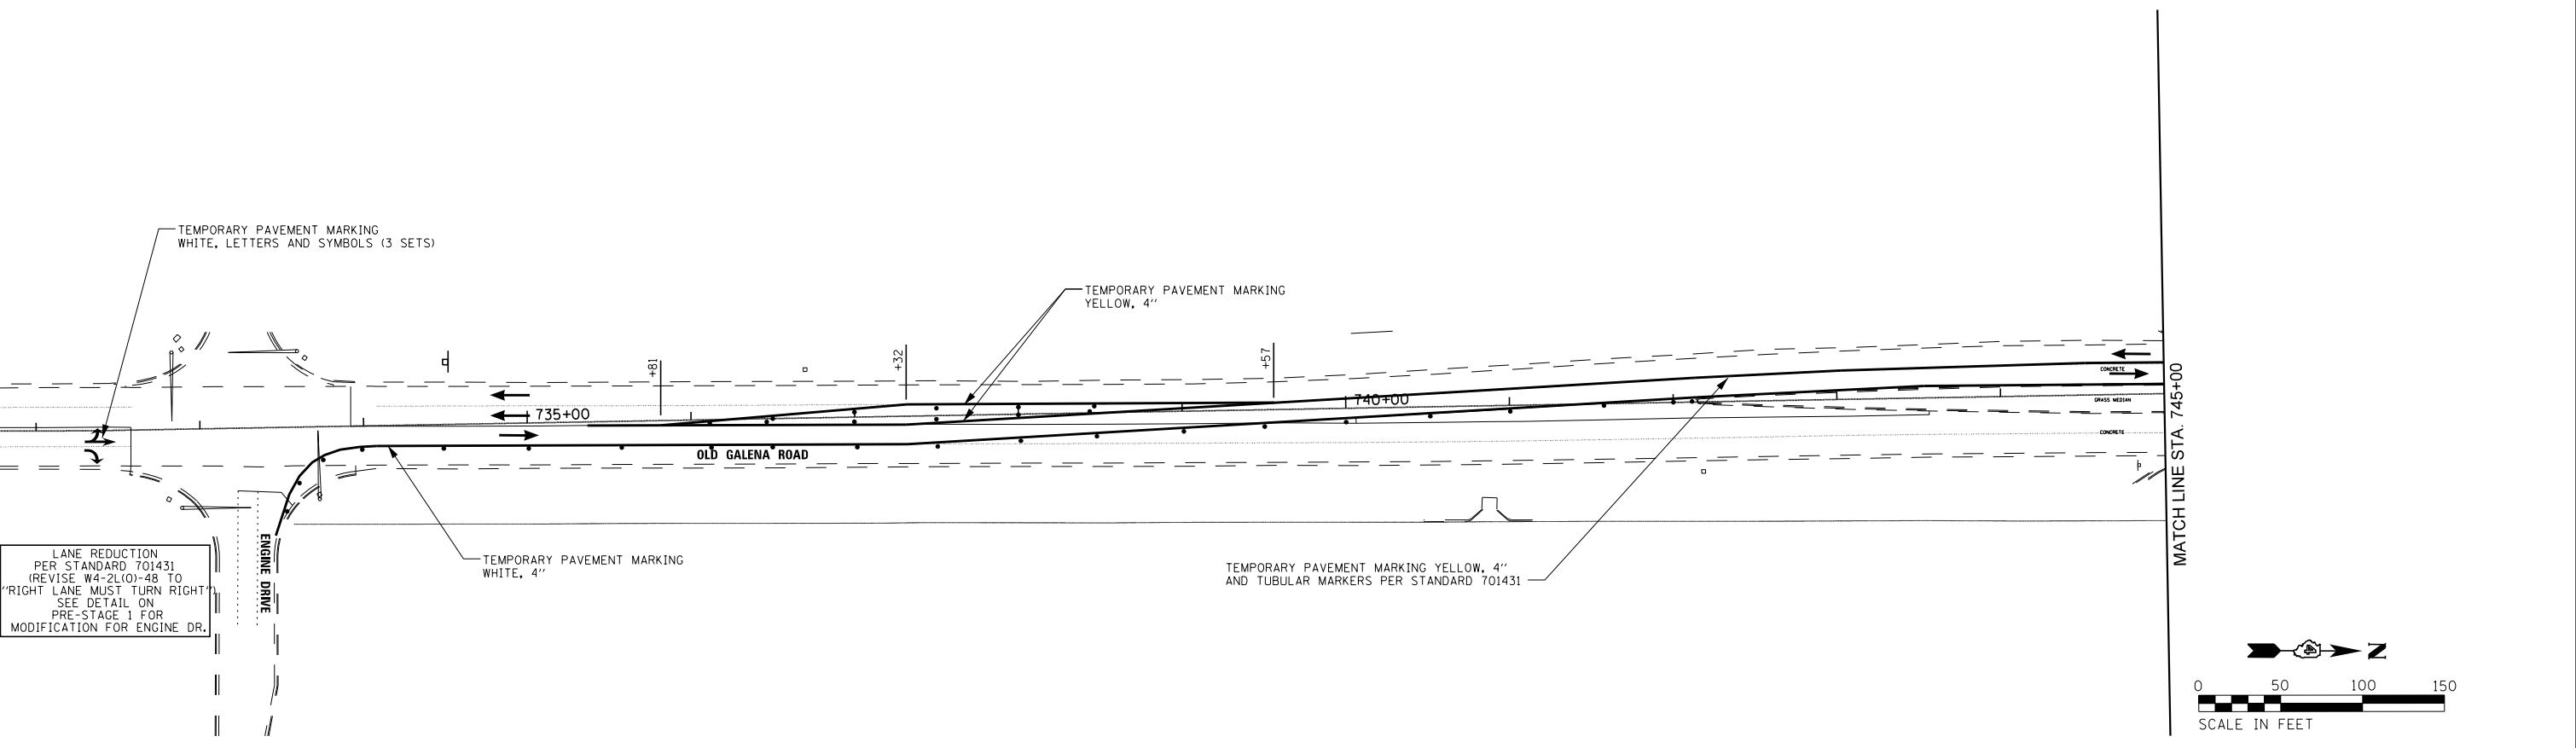 TEMPORARY PAVEMENT MARKING
WHITE, LETTERS AND SYMBOLS (3 SETS)
TEMPORARY PAVEMENT MARKING
YELLOW, 4"
+81
+32
+57
735+00
740+00
CONCRETE
GRASS MEDIAN
CONCRETE
OLD GALENA ROAD
MATCH LINE STA. 745+00
ENGINE DRIVE
TEMPORARY PAVEMENT MARKING
WHITE, 4"
TEMPORARY PAVEMENT MARKING YELLOW, 4"
AND TUBULAR MARKERS PER STANDARD 701431
LANE REDUCTION
PER STANDARD 701431
(REVISE W4-2L(O)-48 TO
"RIGHT LANE MUST TURN RIGHT")
SEE DETAIL ON
PRE-STAGE 1 FOR
MODIFICATION FOR ENGINE DR.
N
0 50 100 150
SCALE IN FEET